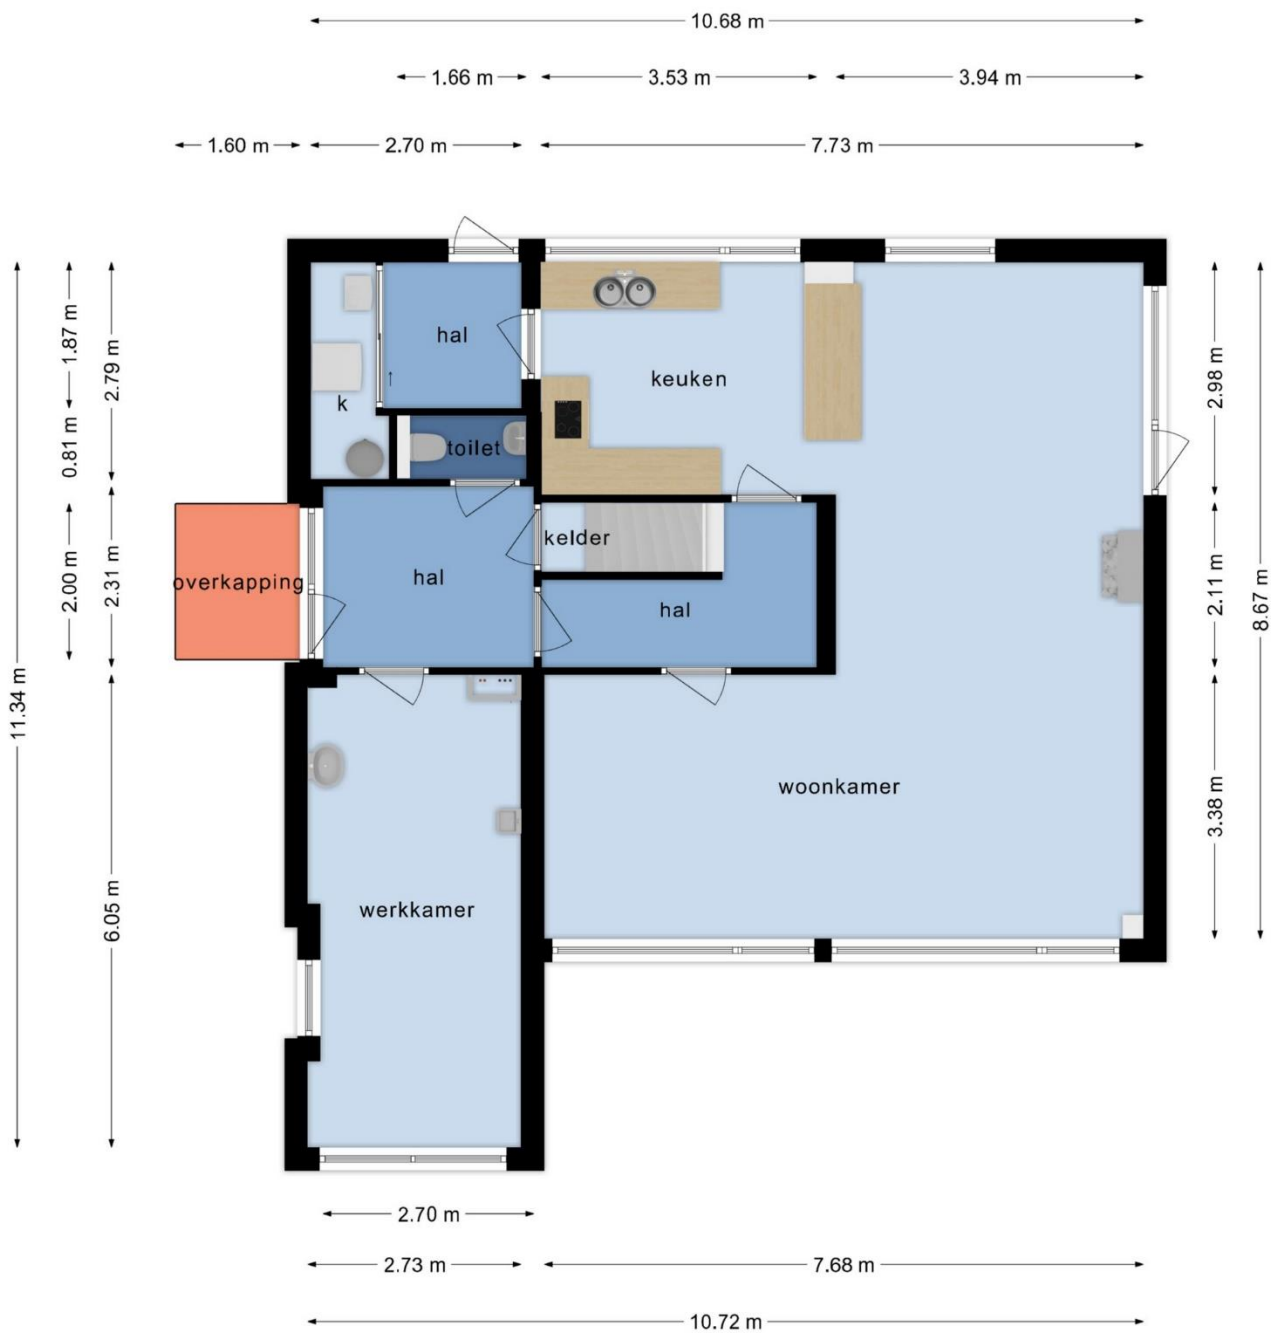 10.68 m
1.66 m 3.53 m 3.94 m
1.60 m 2.70 m 7.73 m
hal
keuken
k
toilet
kelder
overkapping
hal
hal
woonkamer
werkkamer
11.34 m
1.87 m
0.81 m
2.00 m
2.79 m
2.31 m
6.05 m
2.98 m
2.11 m
3.38 m
8.67 m
2.70 m
2.73 m 7.68 m
10.72 m